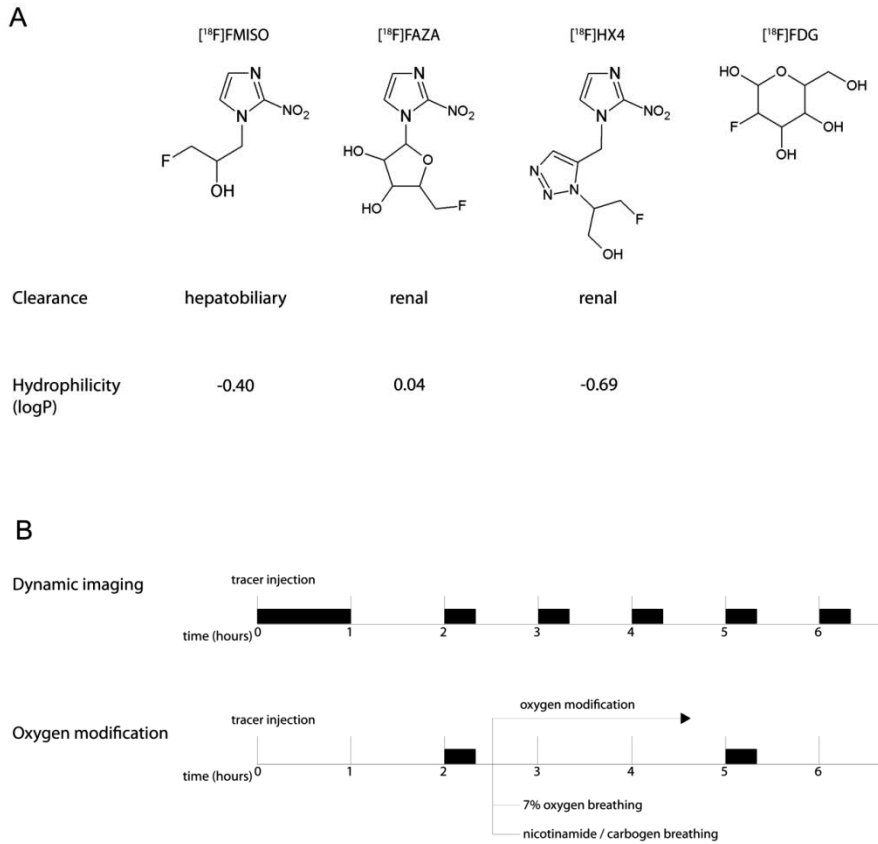 A
[¹⁸F]FMISO [¹⁸F]FAZA [¹⁸F]HX4 [¹⁸F]FDG
N N N O
HO OH
N NO₂ N NO₂ N NO₂ F OH
F HO O N OH
OH N N
HO F F
OH
Clearance hepatobiliary renal renal
Hydrophilicity -0.40 0.04 -0.69
(logP)
B
Dynamic imaging tracer injection
time (hours) 0 1 2 3 4 5 6
oxygen modification
Oxygen modification tracer injection
time (hours) 0 1 2 3 4 5 6
7% oxygen breathing
nicotinamide / carbogen breathing